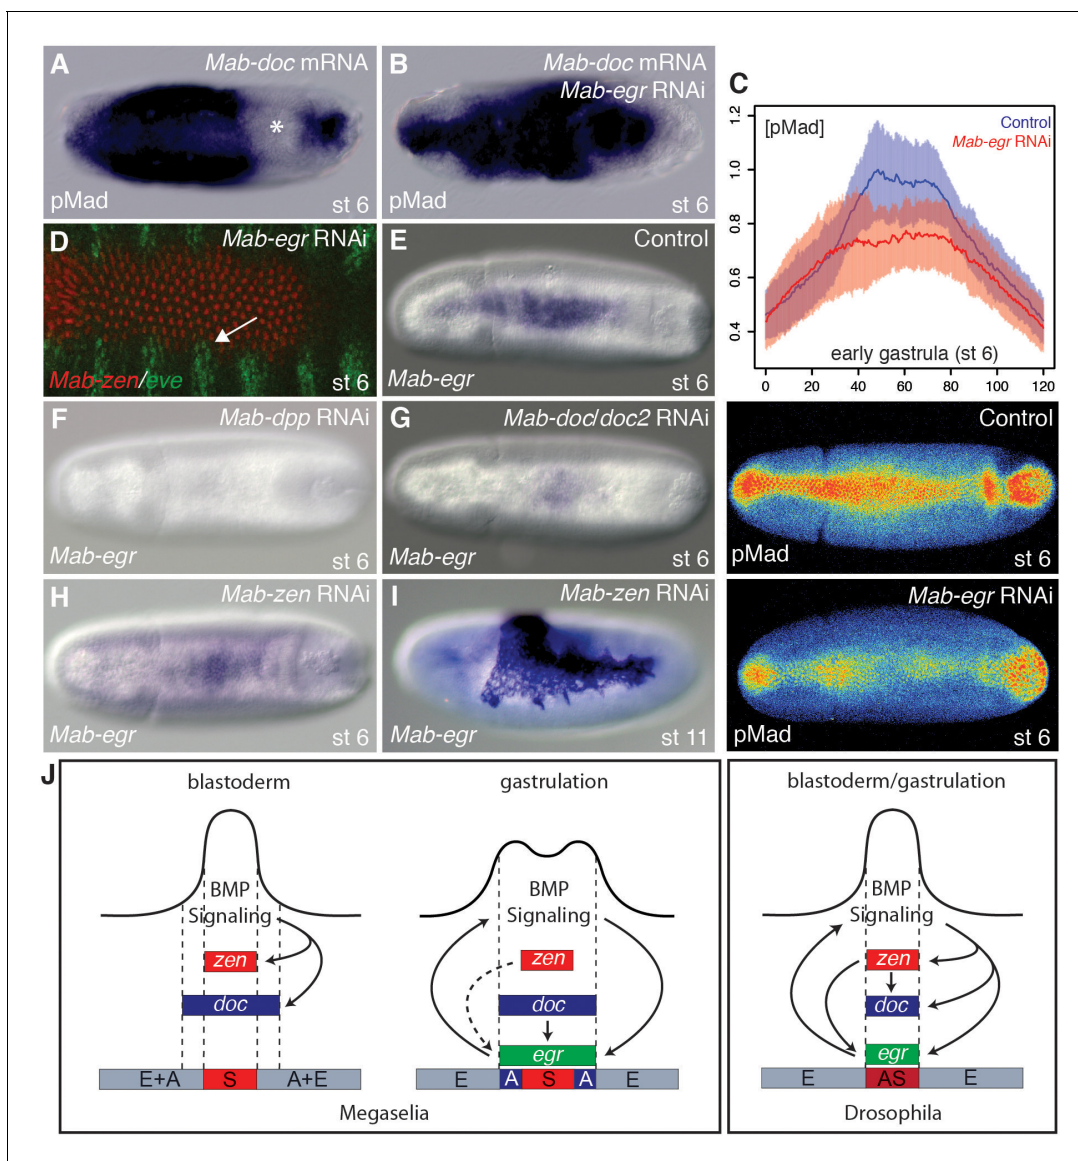 A
Mab-doc mRNA
*
pMad
st 6
B
Mab-doc mRNA
Mab-egr RNAi
pMad
st 6
C
[pMad]
Control
Mab-egr RNAi
1.2
1.0
0.8
0.6
0.4
early gastrula (st 6)
0 20 40 60 80 100 120
D
Mab-egr RNAi
Mab-zen/eve
st 6
E
Control
Mab-egr
st 6
F
Mab-dpp RNAi
Mab-egr
st 6
G
Mab-doc/doc2 RNAi
Mab-egr
st 6
Control
pMad
st 6
H
Mab-zen RNAi
Mab-egr
st 6
I
Mab-zen RNAi
Mab-egr
st 11
Mab-egr RNAi
pMad
st 6
J
blastoderm
BMP
Signaling
zen
doc
E+A S A+E
gastrulation
BMP
Signaling
zen
doc
egr
E A S A E
Megaselia
blastoderm/gastrulation
BMP
Signaling
zen
doc
egr
E AS E
Drosophila